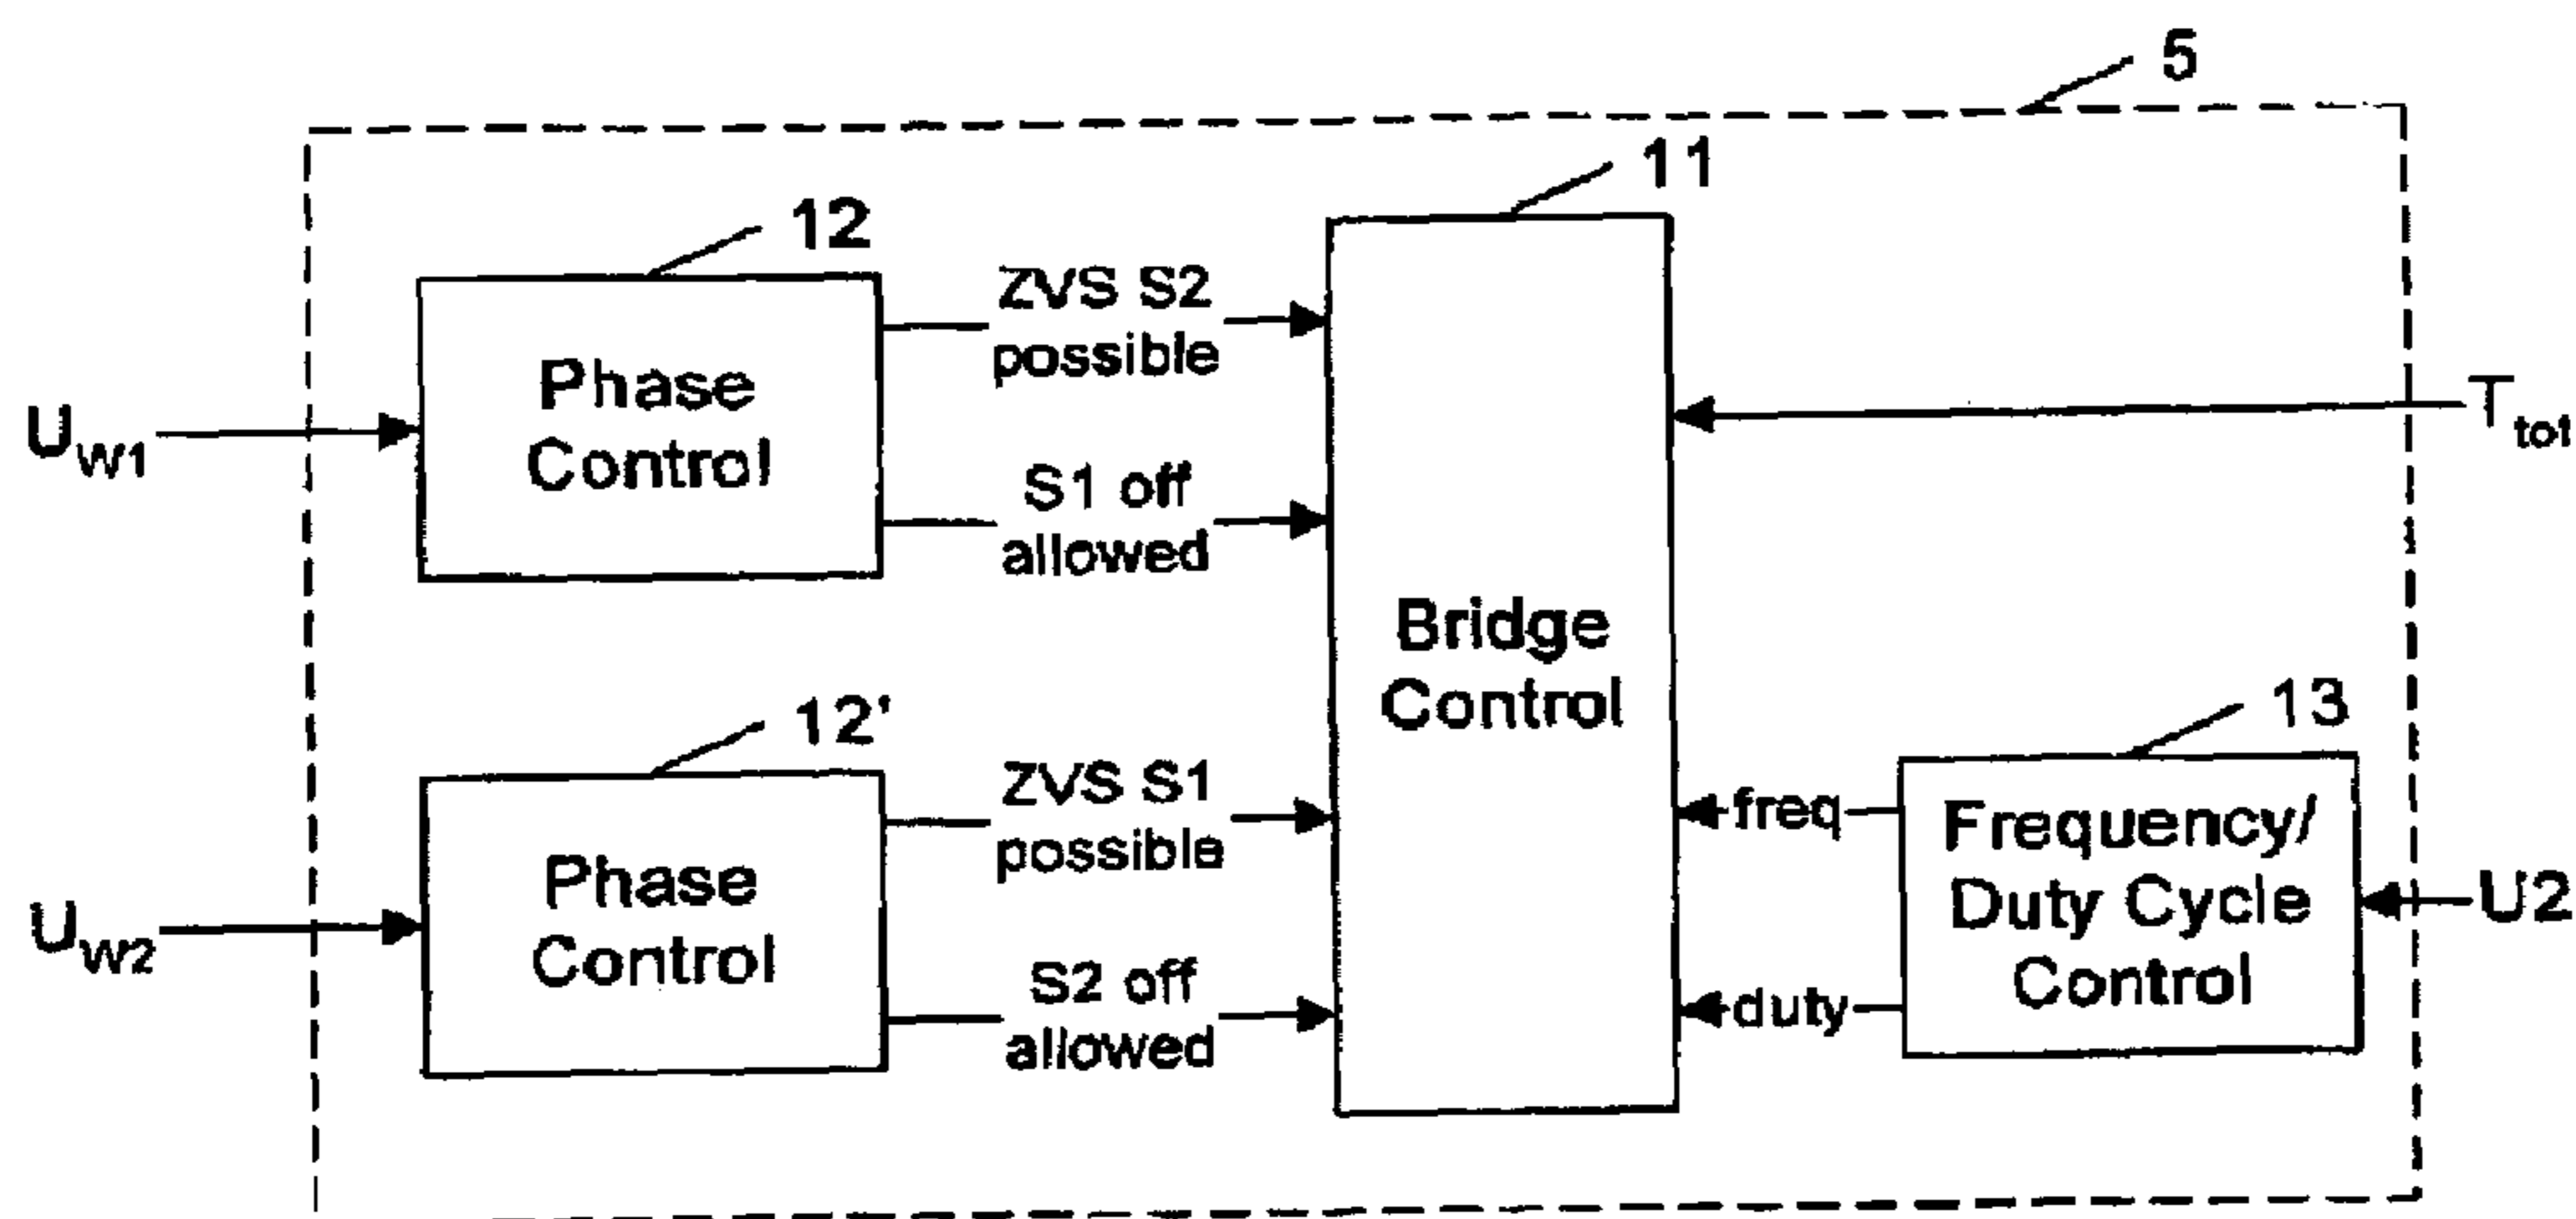 5
11
12
ZVS S2
possible
Phase
Control
U_W1
T_tot
S1 off
allowed
Bridge
Control
12'
13
ZVS S1
possible
freq
Frequency/
Duty Cycle
Control
Phase
Control
U_W2
U2
S2 off
allowed
duty